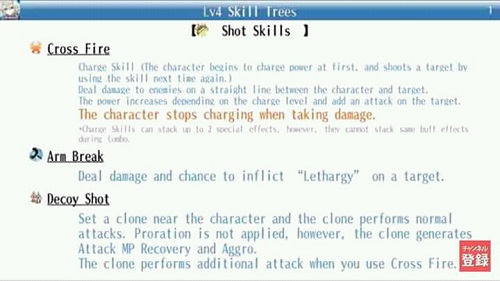 Lv4 Skill Trees
1
【 Shot Skills 】
Cross Fire
Charge Skill (The character begins to charge power at first, and shoots a target by
using the skill next time again.)
Deal damage to enemies on a straight line between the character and target.
The power increases depending on the charge level and add an attack on the target.
The character stops charging when taking damage.
*Charge Skills can stack up to 2 special effects, however, they cannot stack same buff effects
during Combo.
Arm Break
Deal damage and chance to inflict “Lethargy” on a target.
Decoy Shot
Set a clone near the character and the clone performs normal
attacks. Proration is not applied, however, the clone generates
Attack MP Recovery and Aggro.
The clone performs additional attack when you use Cross Fire.
チャンネル
登録